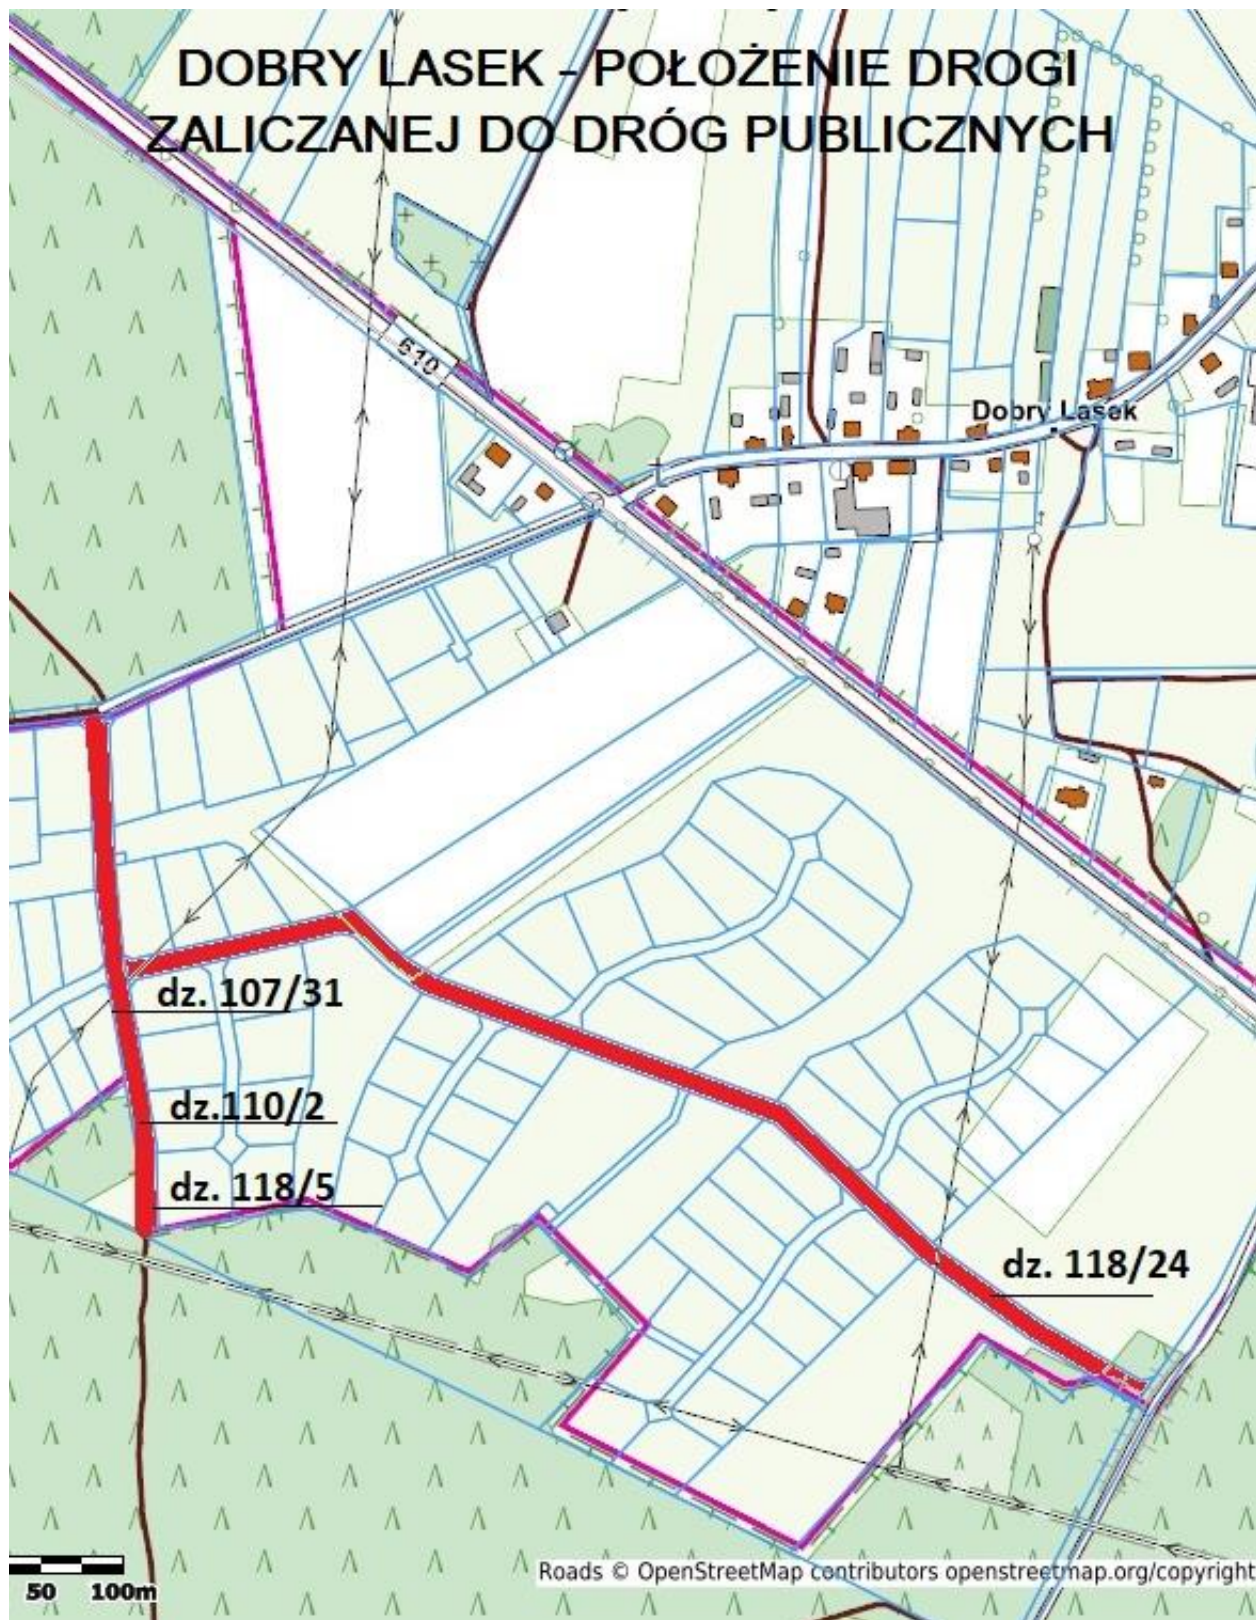 DOBRY LASEK - POŁOŻENIE DROGI
ZALICZANEJ DO DRÓG PUBLICZNYCH
610
Dobry Lasek
dz. 107/31
dz.110/2
dz. 118/5
dz. 118/24
50 100m
Roads © OpenStreetMap contributors openstreetmap.org/copyright